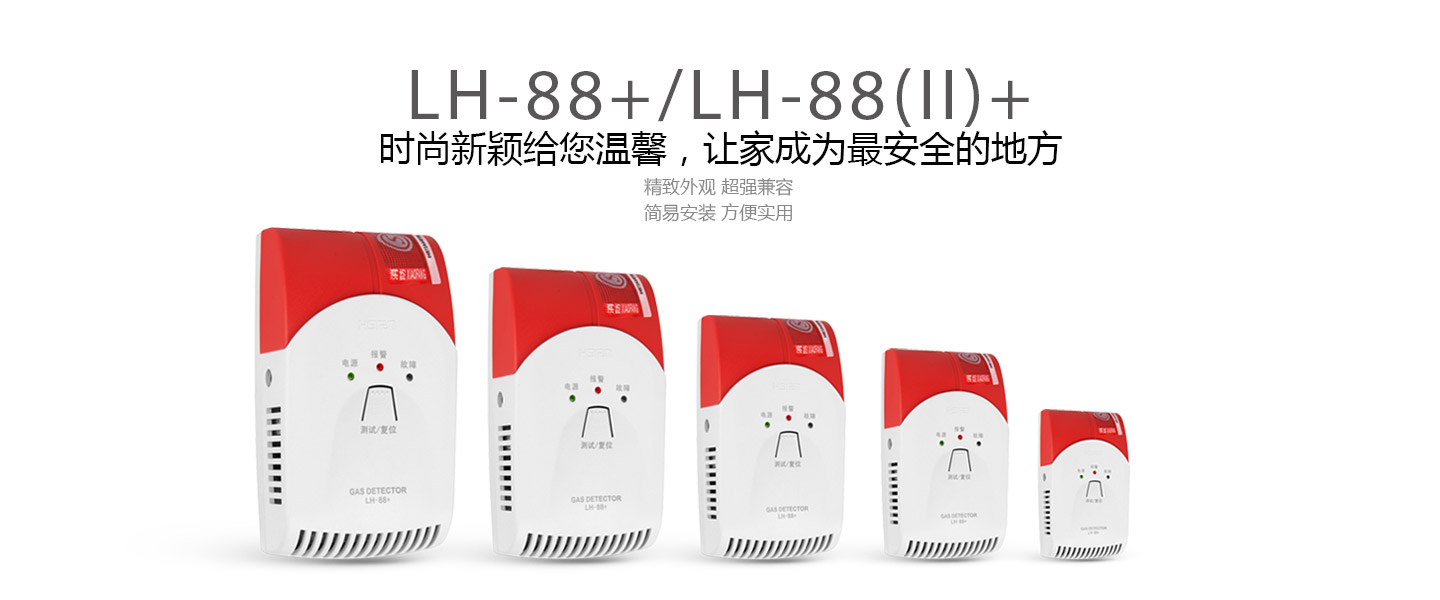 LH-88+/LH-88(II)+
时尚新颖给您温馨，让家成为最安全的地方
精致外观 超强兼容
简易安装 方便实用
XIAOFANG
电源 报警 故障
测试/复位
GAS DETECTOR
LH-88+
XIAOFANG
电源 报警 故障
测试/复位
GAS DETECTOR
LH-88+
XIAOFANG
电源 报警 故障
测试/复位
GAS DETECTOR
LH-88+
XIAOFANG
电源 报警 故障
测试/复位
GAS DETECTOR
LH-88+
电源 报警 故障
测试/复位
GAS DETECTOR
LH-88+